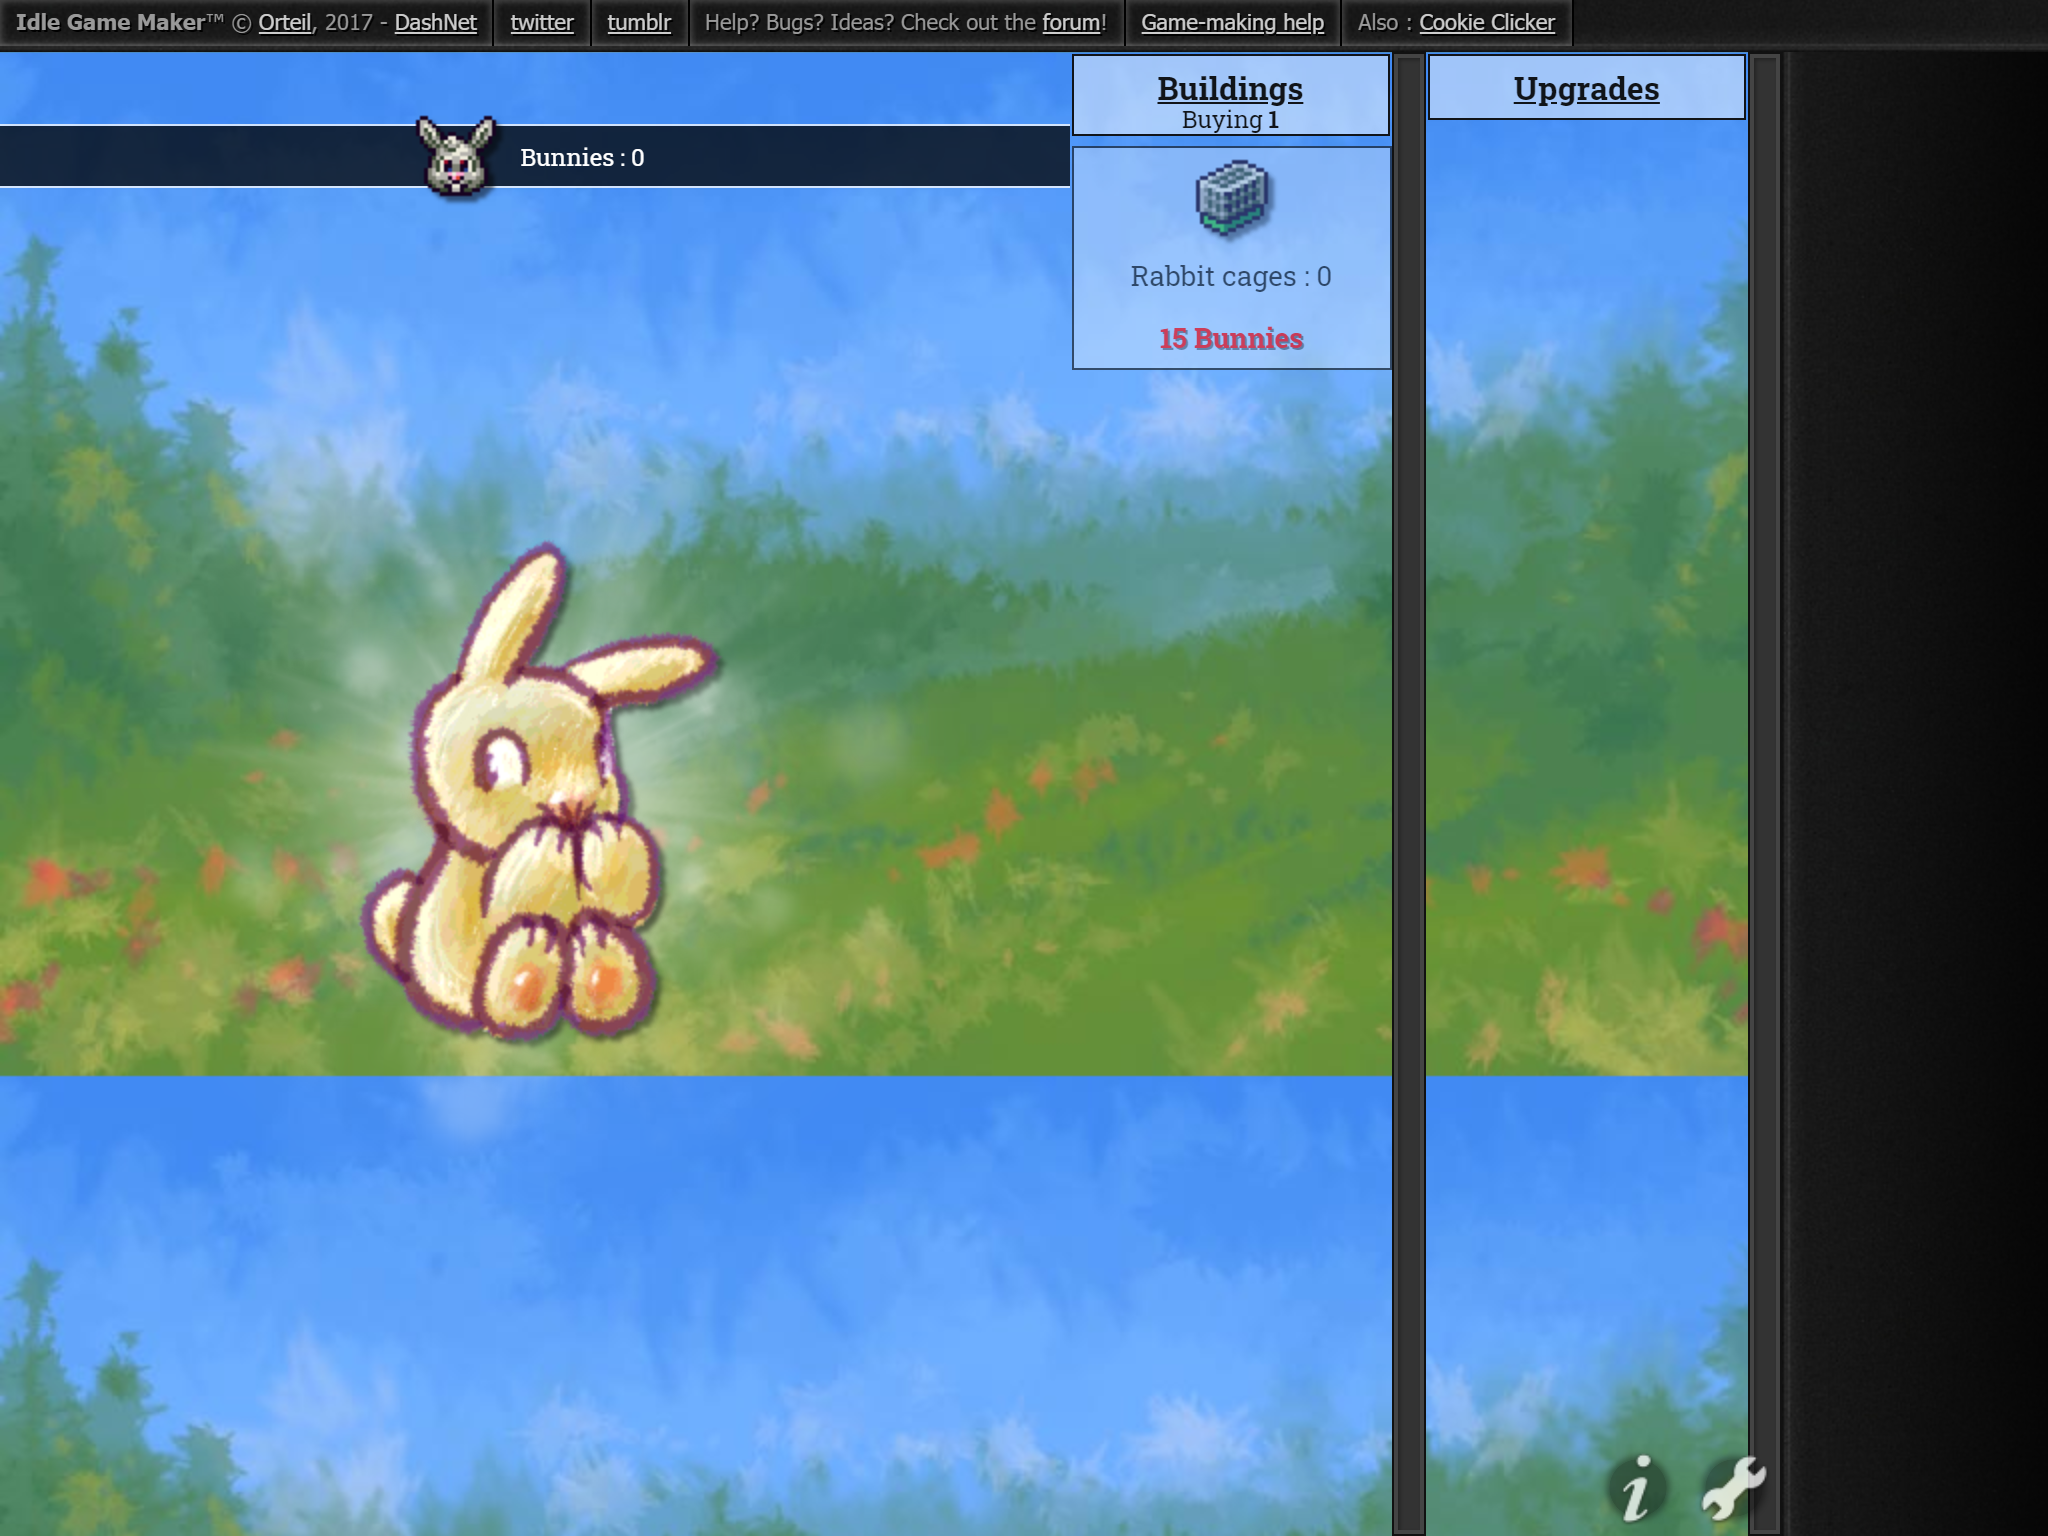 Idle Game Maker™ © Orteil, 2017 - DashNet
twitter
tumblr
Help? Bugs? Ideas? Check out the forum!
Game-making help
Also : Cookie Clicker
Bunnies : 0
Buildings
Buying 1
Rabbit cages : 0
15 Bunnies
Upgrades
i